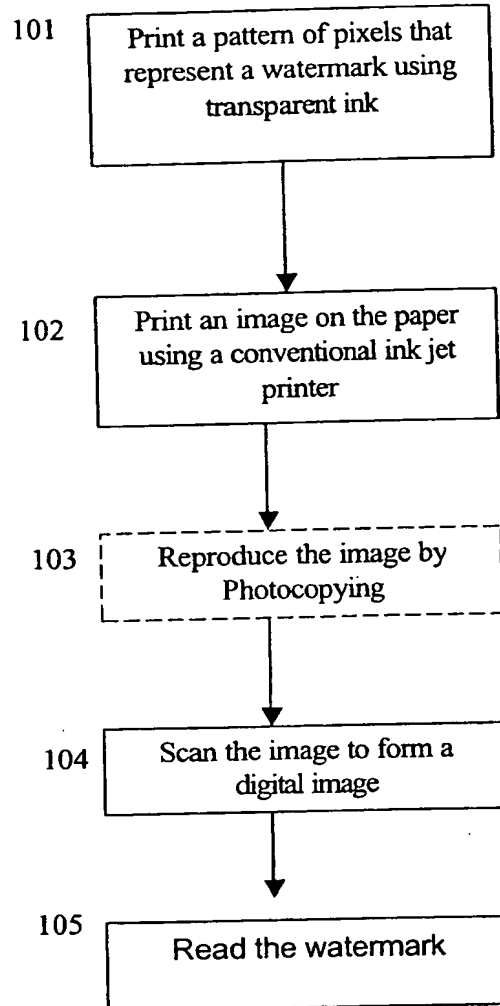 101
Print a pattern of pixels that
represent a watermark using
transparent ink
102
Print an image on the paper
using a conventional ink jet
printer
103
Reproduce the image by
Photocopying
104
Scan the image to form a
digital image
105
Read the watermark